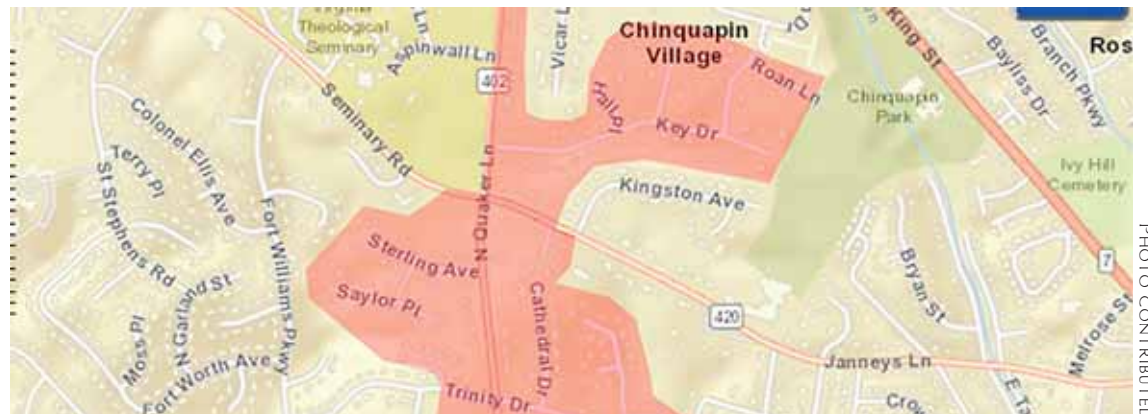 Theological
Seminary
Aspinwall Ln
402
Vicar L
Chinquapin
Village
Roan Ln
Hall Pl
Key Dr
King St
Bayliss Dr
Branch Pkwy
Ros
Chinquapin
Park
Ivy Hill
Cemetery
Seminary Rd
Colonel Ellis Ave
Terry Pl
St Stephens Rd
Fort Williams Pkwy
N Quaker Ln
Kingston Ave
Sterling Ave
Saylor Pl
Cathedral Dr
N Garland St
Moss Pl
Fort Worth Ave
Trinity Dr
420
7
Bryan St
Janneys Ln
Melrose St
E Ta
Crow
PHOTO CONTRIBUTE